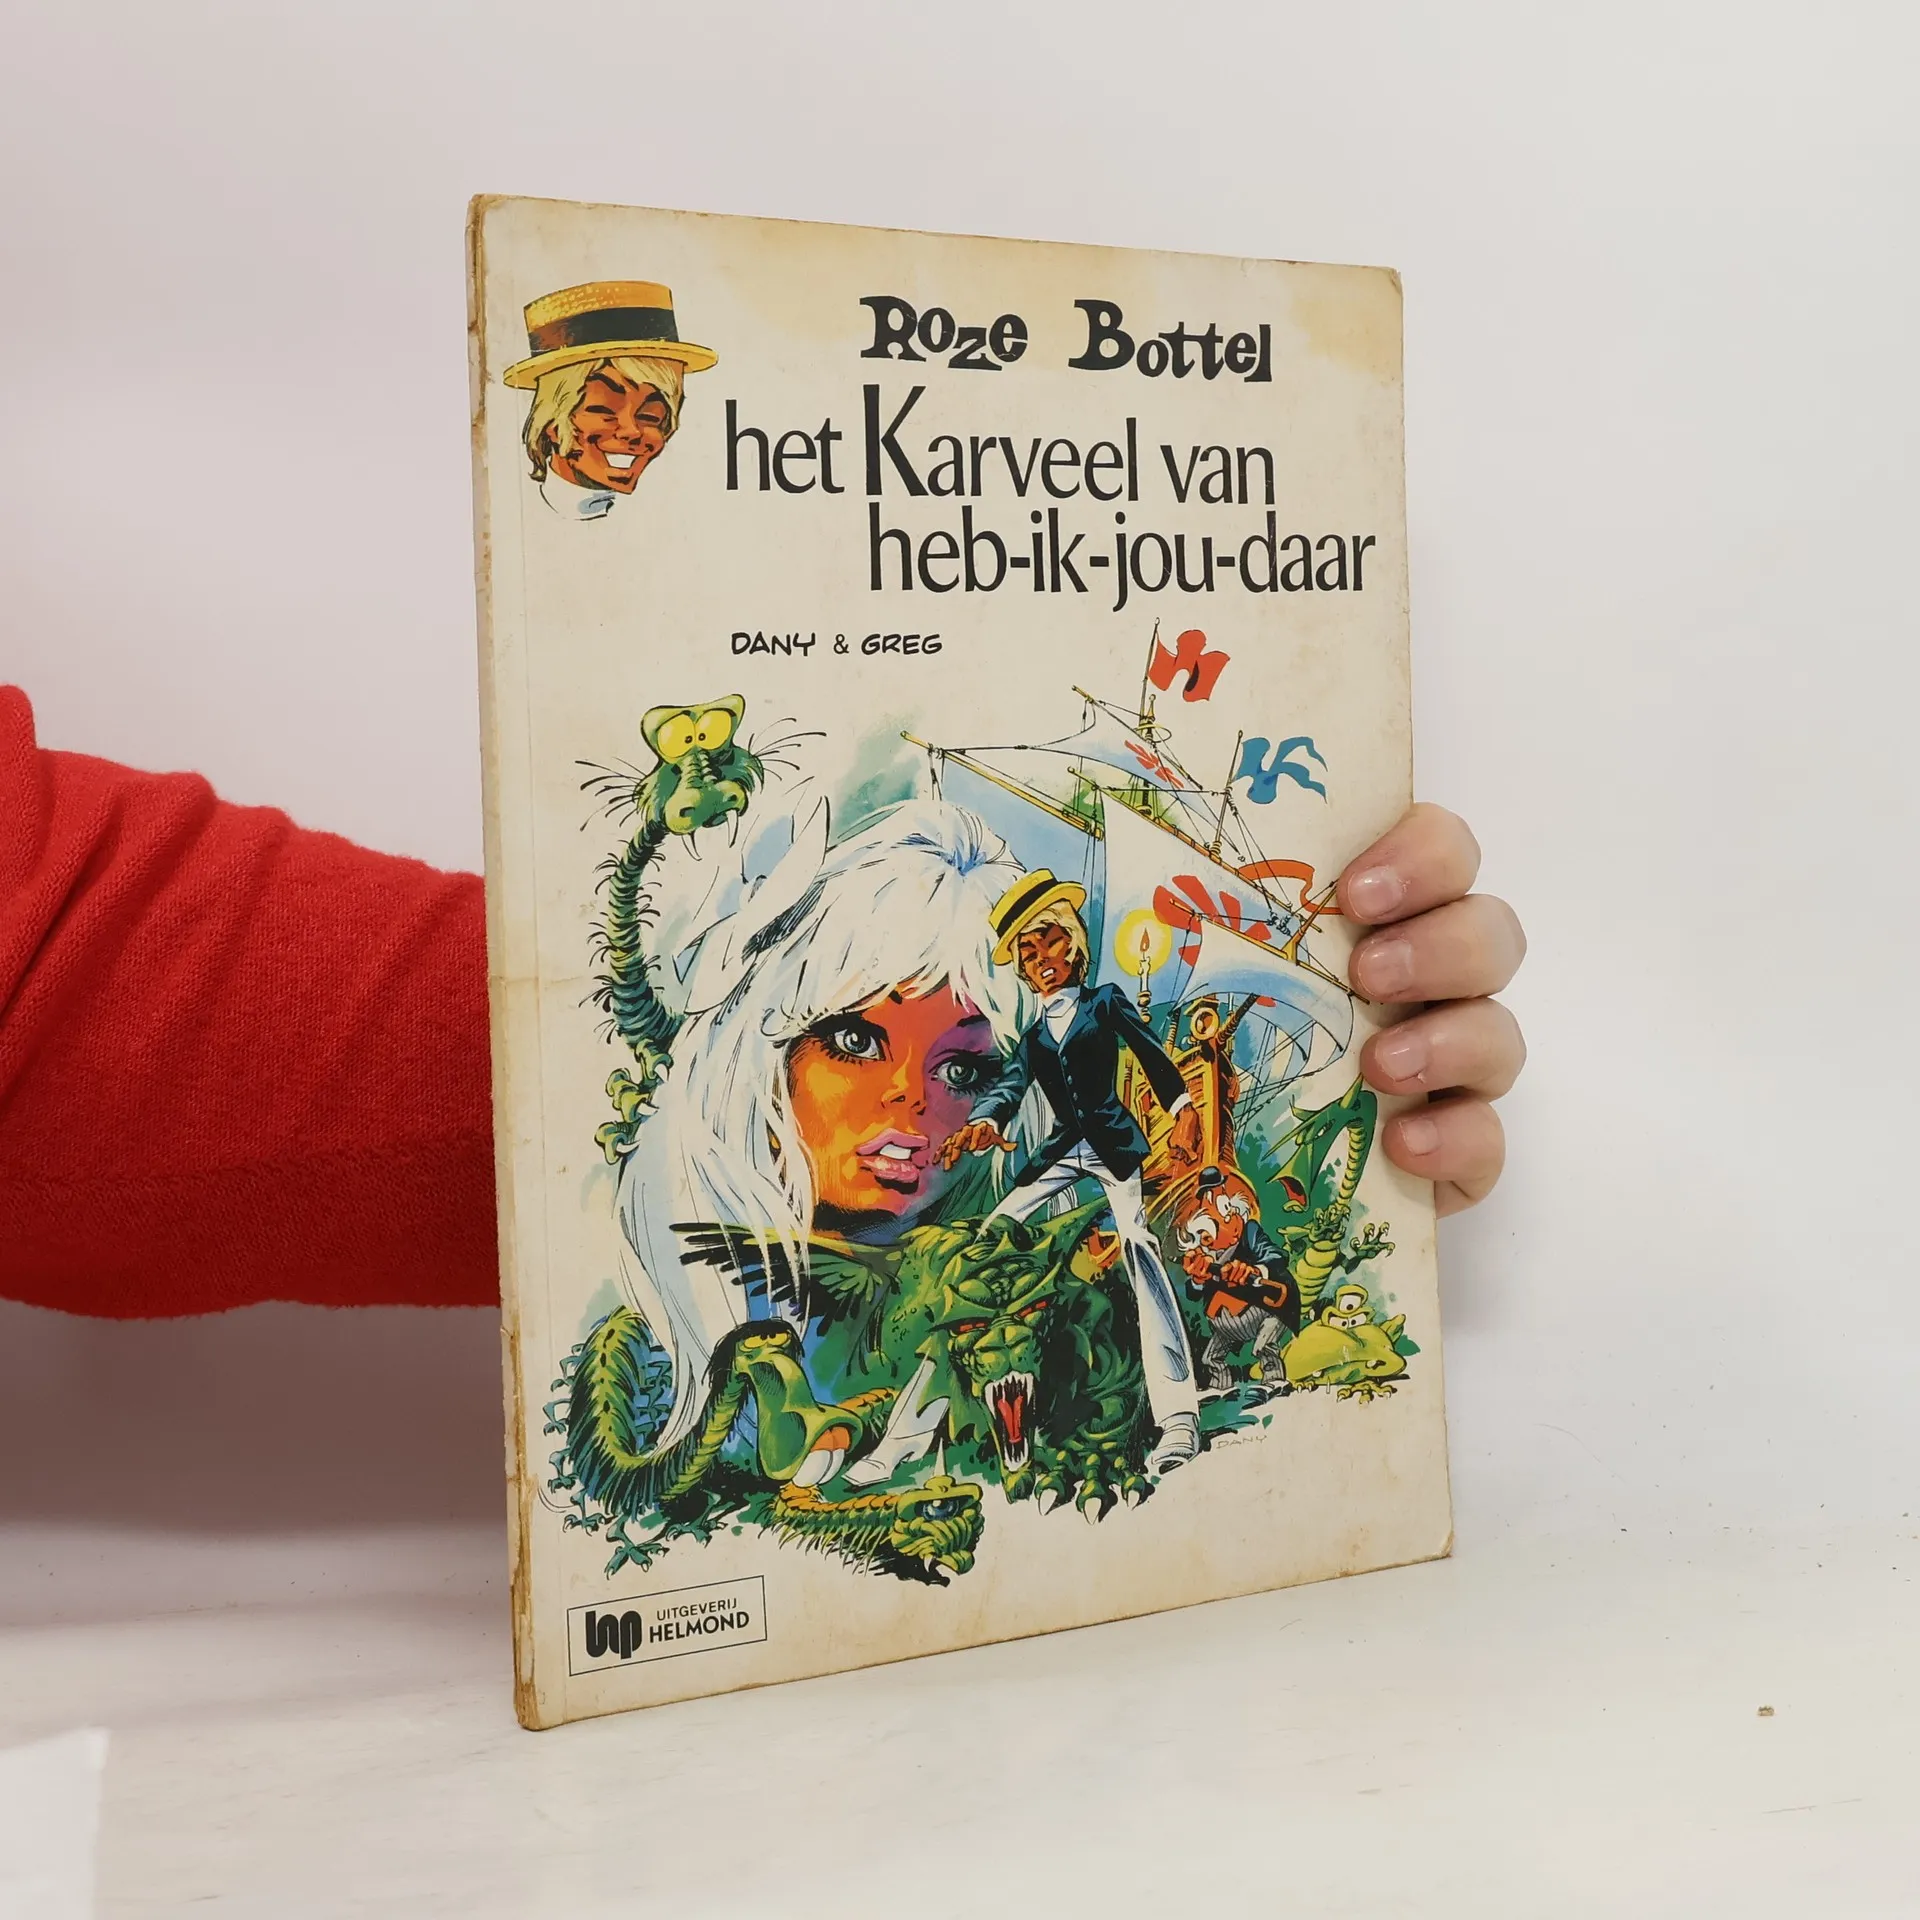 Roze Bottel
het Karveel van
heb-ik-jou-daar
DANY & GREG
DANY
UITGEVERIJ
HELMOND